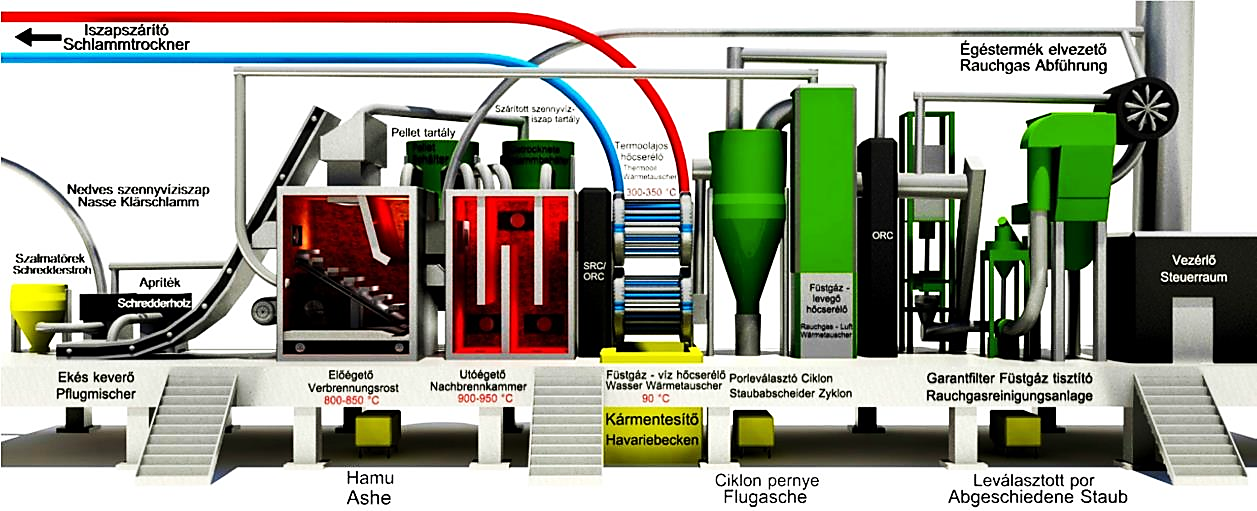 Iszapszárító
Schlammtrockner
Égéstermék elvezető
Rauchgas Abführung
Szárított szennyvíz-
iszap tartály
Pellet tartály
Pellet
Termoolajos
hőcserélő
Thermoöl
Wärmetauscher
300-350 °C
Nedves szennyvíziszap
Nasse Klärschlamm
Szalmatörek
Schredderstroh
Apríték
Schredderholz
SRC/
ORC
ORC
Füstgáz -
levegő
hőcserélő
Rauchgas - Luft
Wärmetauscher
Vezérlő
Steuerraum
Ekés keverő
Pflugmischer
Előégető
Verbrennungsrost
800-850 °C
Utóégető
Nachbrennkammer
900-950 °C
Füstgáz - víz hőcserélő
Wasser Wärmetauscher
90 °C
Porleválasztó Ciklon
Staubabscheider Zyklon
Garantfilter Füstgáz tisztító
Rauchgasreinigungsanlage
Kármentesítő
Havariebecken
Hamu
Ashe
Ciklon pernye
Flugasche
Leválasztott por
Abgeschiedene Staub